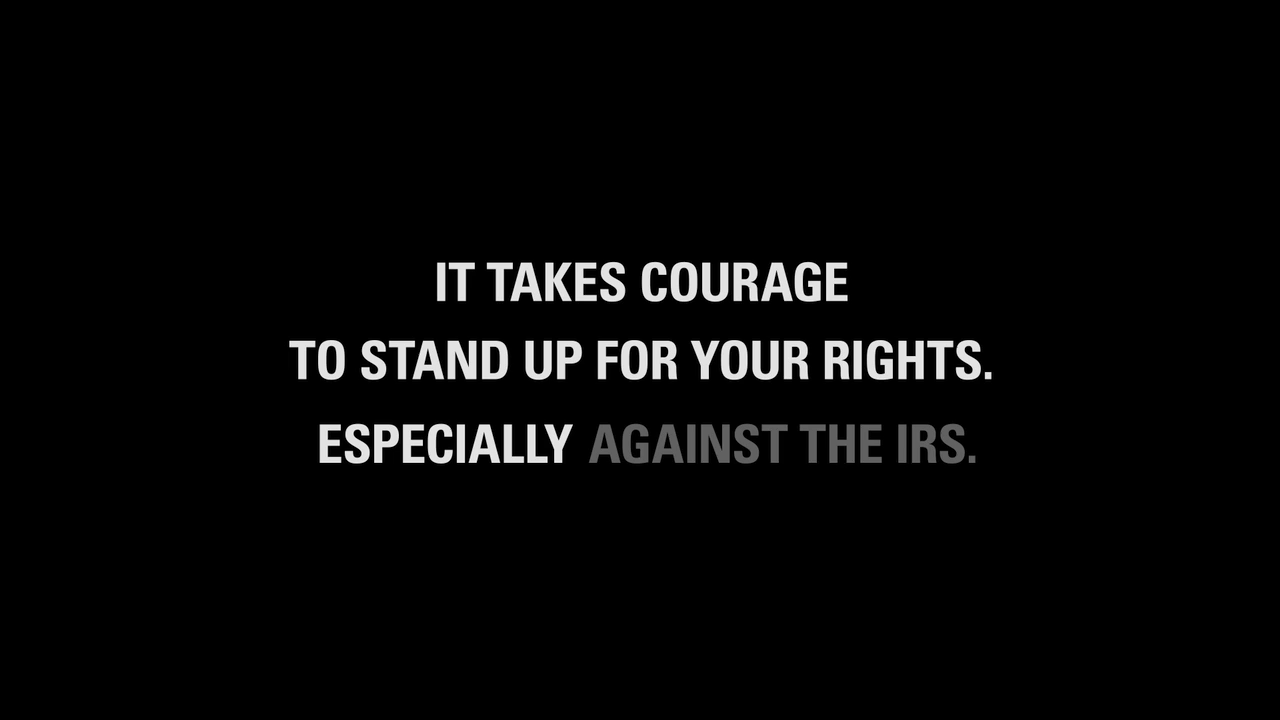 IT TAKES COURAGE
TO STAND UP FOR YOUR RIGHTS.
ESPECIALLY AGAINST THE IRS.